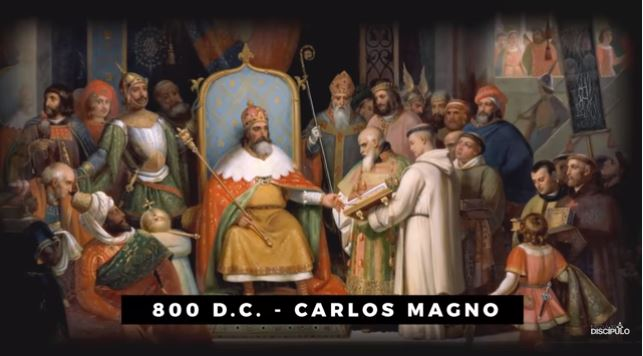 800 D.C. - CARLOS MAGNO
DISCÍPULO